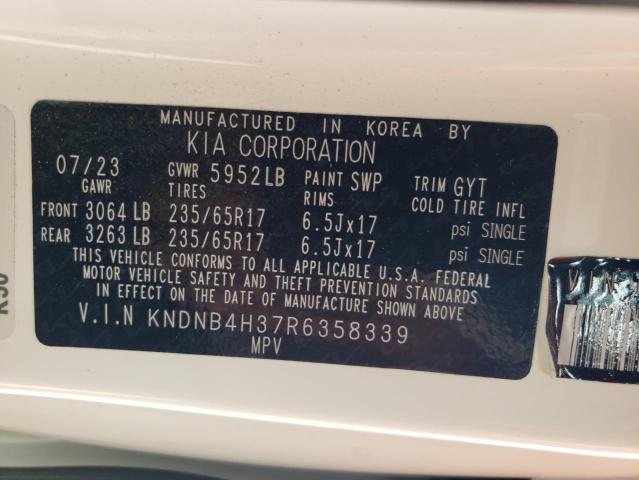 MANUFACTURED IN KOREA BY
KIA CORPORATION
07/23 GVWR 5952LB PAINT SWP TRIM GYT
GAWR TIRES RIMS COLD TIRE INFL
FRONT 3064 LB 235/65R17 6.5Jx17 psi SINGLE
REAR 3263 LB 235/65R17 6.5Jx17 psi SINGLE
THIS VEHICLE CONFORMS TO ALL APPLICABLE U.S.A. FEDERAL
MOTOR VEHICLE SAFETY AND THEFT PREVENTION STANDARDS
IN EFFECT ON THE DATE OF MANUFACTURE SHOWN ABOVE
V.I.N KNDNB4H37R6358339
MPV